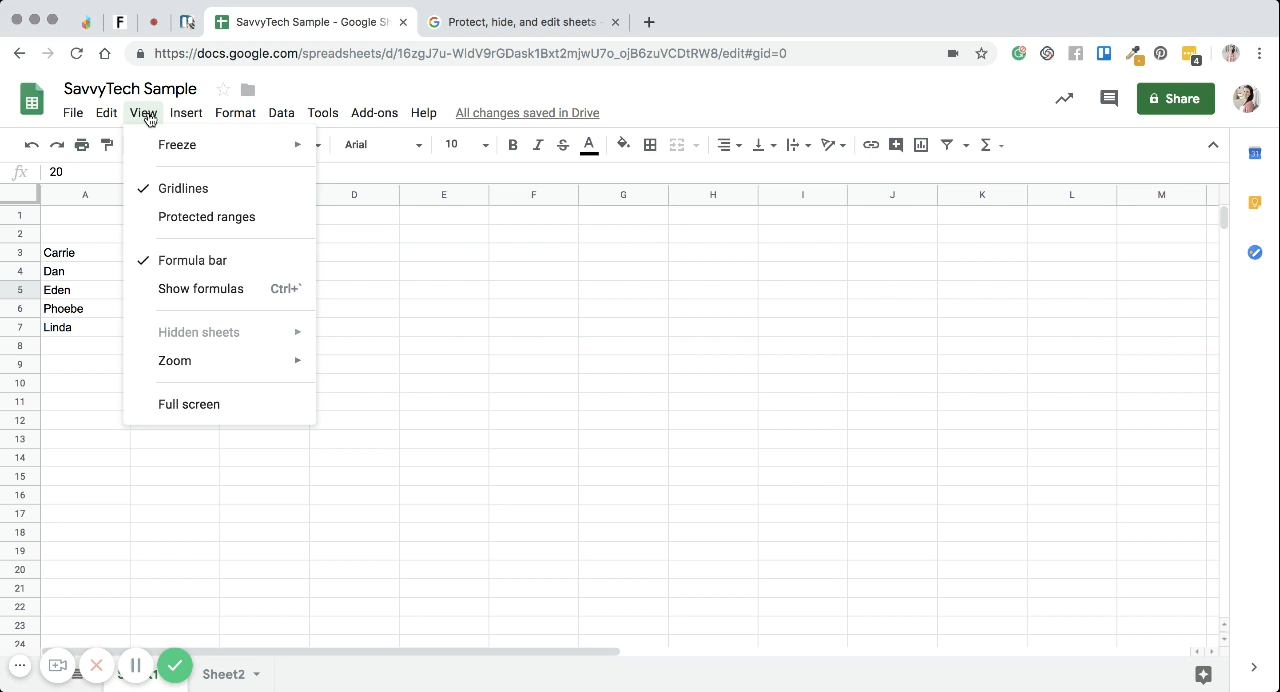 F
SavvyTech Sample - Google Sh
Protect, hide, and edit sheets -
https://docs.google.com/spreadsheets/d/16zgJ7u-WIdV9rGDask1Bxt2mjwU7o_ojB6zuVCDtRW8/edit#gid=0
4
SavvyTech Sample
File Edit View Insert Format Data Tools Add-ons Help All changes saved in Drive
Share
Arial 10 B I S A
fx 20
A D E F G H I J K L M
1
2
3 Carrie
4 Dan
5 Eden
6 Phoebe
7 Linda
8
9
10
11
12
13
14
15
16
17
18
19
20
21
22
23
24
Freeze
Gridlines
Protected ranges
Formula bar
Show formulas Ctrl+`
Hidden sheets
Zoom
Full screen
31
Sheet2